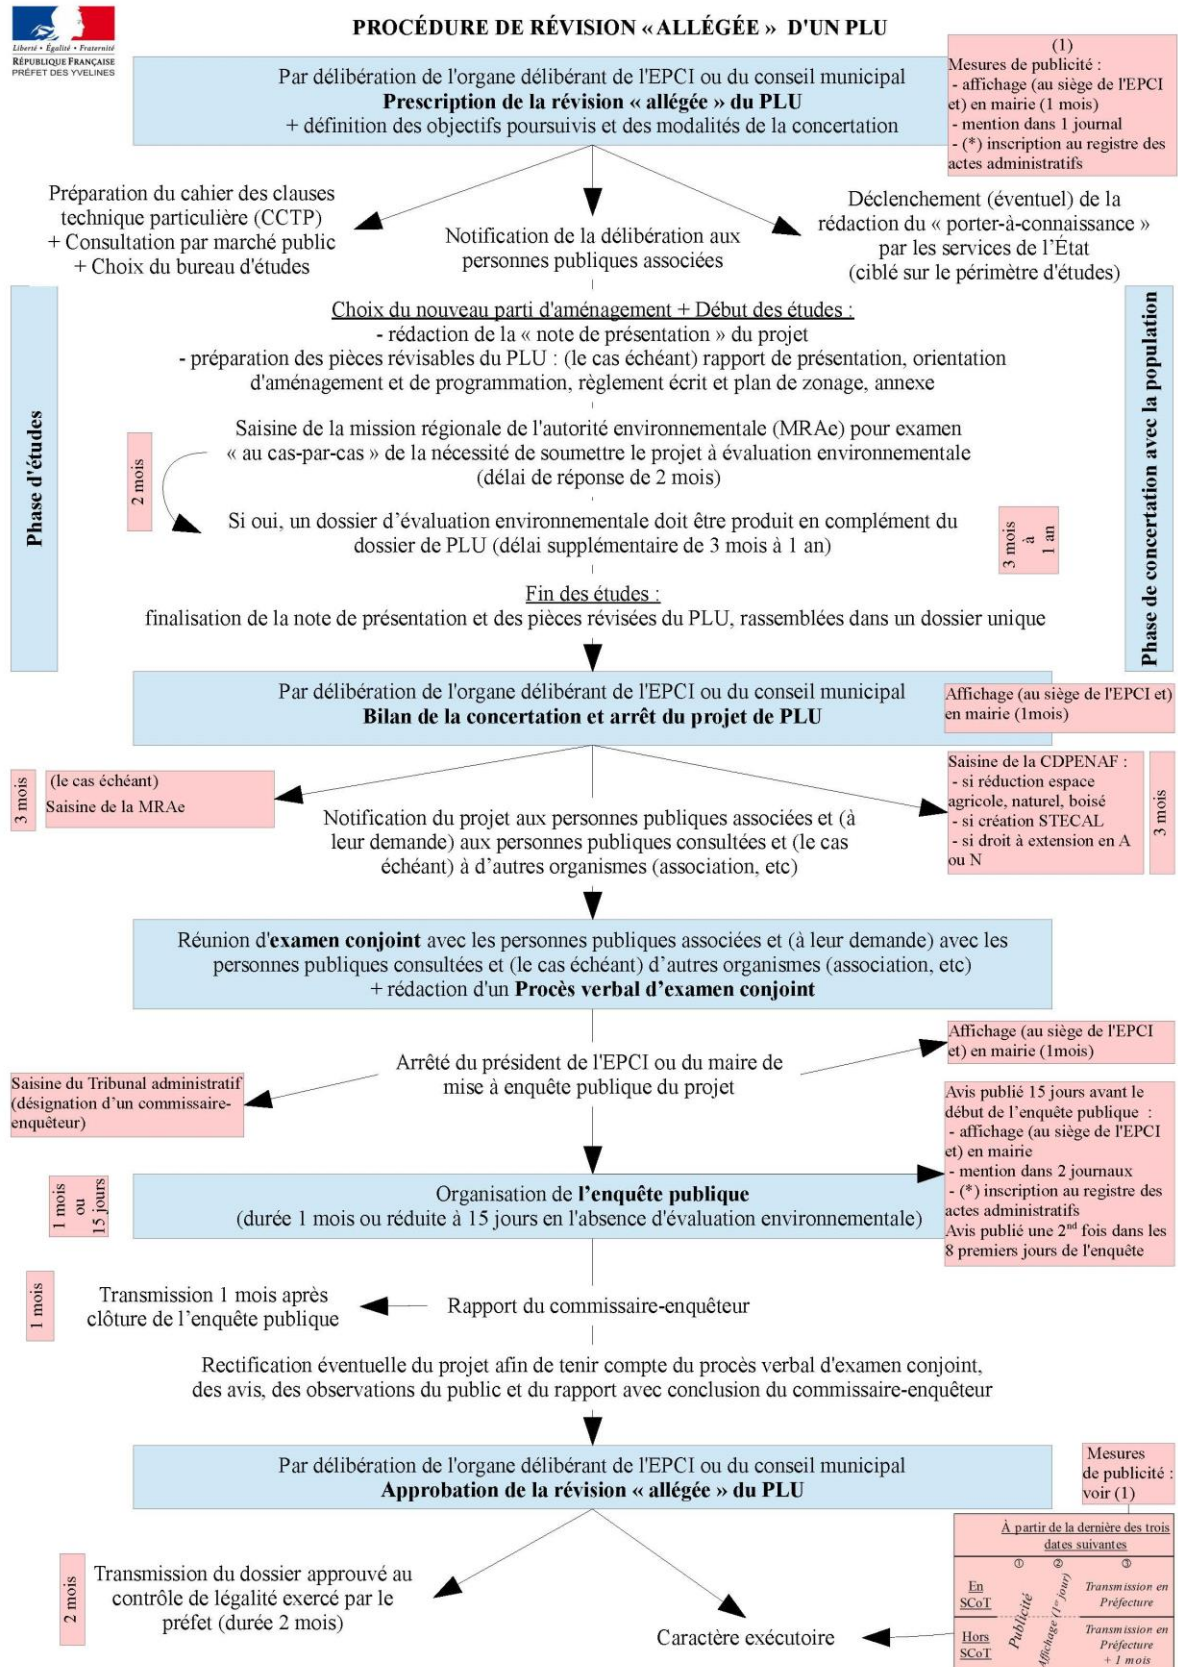 Liberté • Égalité • Fraternité
RÉPUBLIQUE FRANÇAISE
PRÉFET DES YVELINES
PROCÉDURE DE RÉVISION « ALLÉGÉE » D'UN PLU
Par délibération de l'organe délibérant de l'EPCI ou du conseil municipal
Prescription de la révision « allégée » du PLU
+ définition des objectifs poursuivis et des modalités de la concertation
(1)
Mesures de publicité :
- affichage (au siège de l'EPCI
et) en mairie (1 mois)
- mention dans 1 journal
- (*) inscription au registre des
actes administratifs
Préparation du cahier des clauses
technique particulière (CCTP)
+ Consultation par marché public
+ Choix du bureau d'études
Notification de la délibération aux
personnes publiques associées
Déclenchement (éventuel) de la
rédaction du « porter-à-connaissance »
par les services de l'État
(ciblé sur le périmètre d'études)
Phase d'études
Phase de concertation avec la population
Choix du nouveau parti d'aménagement + Début des études :
- rédaction de la « note de présentation » du projet
- préparation des pièces révisables du PLU : (le cas échéant) rapport de présentation, orientation
d'aménagement et de programmation, règlement écrit et plan de zonage, annexe
2 mois
Saisine de la mission régionale de l'autorité environnementale (MRAe) pour examen
« au cas-par-cas » de la nécessité de soumettre le projet à évaluation environnementale
(délai de réponse de 2 mois)
Si oui, un dossier d'évaluation environnementale doit être produit en complément du
dossier de PLU (délai supplémentaire de 3 mois à 1 an)
3 mois
à
1 an
Fin des études :
finalisation de la note de présentation et des pièces révisées du PLU, rassemblées dans un dossier unique
Par délibération de l'organe délibérant de l'EPCI ou du conseil municipal
Bilan de la concertation et arrêt du projet de PLU
Affichage (au siège de l'EPCI et)
en mairie (1mois)
3 mois
(le cas échéant)
Saisine de la MRAe
Notification du projet aux personnes publiques associées et (à
leur demande) aux personnes publiques consultées et (le cas
échéant) à d'autres organismes (association, etc)
Saisine de la CDPENAF :
- si réduction espace
agricole, naturel, boisé
- si création STECAL
- si droit à extension en A
ou N
3 mois
Réunion d'examen conjoint avec les personnes publiques associées et (à leur demande) avec les
personnes publiques consultées et (le cas échéant) d'autres organismes (association, etc)
+ rédaction d'un Procès verbal d'examen conjoint
Arrêté du président de l'EPCI ou du maire de
mise à enquête publique du projet
Affichage (au siège de l'EPCI
et) en mairie (1mois)
Saisine du Tribunal administratif
(désignation d'un commissaire-
enquêteur)
Avis publié 15 jours avant le
début de l'enquête publique :
- affichage (au siège de l'EPCI
et) en mairie
- mention dans 2 journaux
- (*) inscription au registre des
actes administratifs
Avis publié une 2nd fois dans les
8 premiers jours de l'enquête
1 mois
ou
15 jours
Organisation de l'enquête publique
(durée 1 mois ou réduite à 15 jours en l'absence d'évaluation environnementale)
1 mois
Transmission 1 mois après
clôture de l'enquête publique
Rapport du commissaire-enquêteur
Rectification éventuelle du projet afin de tenir compte du procès verbal d'examen conjoint,
des avis, des observations du public et du rapport avec conclusion du commissaire-enquêteur
Par délibération de l'organe délibérant de l'EPCI ou du conseil municipal
Approbation de la révision « allégée » du PLU
Mesures
de publicité :
voir (1)
2 mois
Transmission du dossier approuvé au
contrôle de légalité exercé par le
préfet (durée 2 mois)
Caractère exécutoire
À partir de la dernière des trois
dates suivantes
① ② ③
En
SCoT
Publicité
Affichage (1er jour)
Transmission en
Préfecture
Hors
SCoT
Transmission en
Préfecture
+ 1 mois